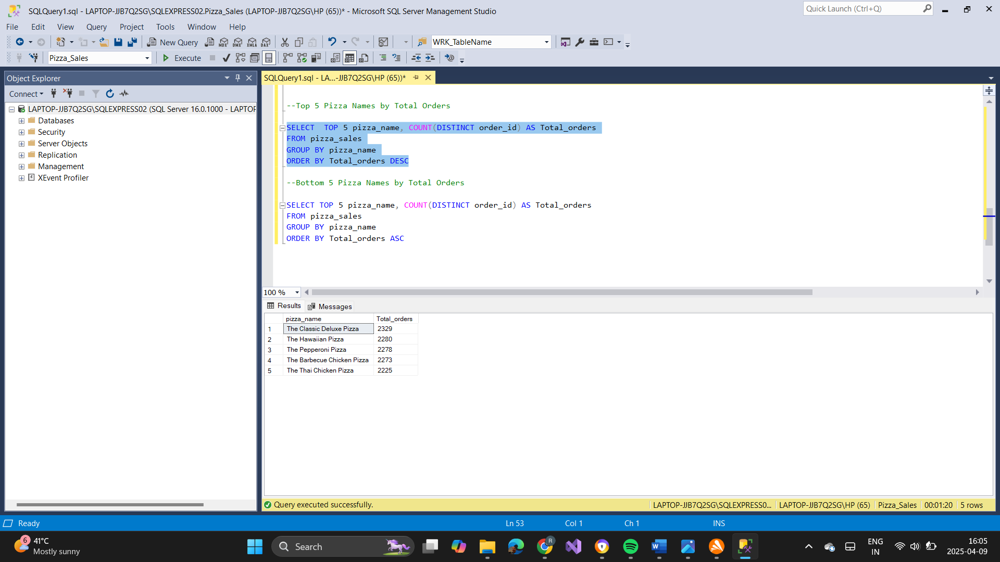 SQLQuery1.sql - LAPTOP-JJB7Q2SG\SQLEXPRESS02.Pizza_Sales (LAPTOP-JJB7Q2SG\HP (65))* - Microsoft SQL Server Management Studio
Quick Launch (Ctrl+Q)
File Edit View Query Project Tools Window Help
New Query
MDX DMX XMLA DAX
WRK_TableName
Pizza_Sales
Execute
Object Explorer
SQLQuery1.sql - LA...-JJB7Q2SG\HP (65))*
Connect
LAPTOP-JJB7Q2SG\SQLEXPRESS02 (SQL Server 16.0.1000 - LAPTOP
Databases
Security
Server Objects
Replication
Management
XEvent Profiler
--Top 5 Pizza Names by Total Orders
SELECT  TOP 5 pizza_name, COUNT(DISTINCT order_id) AS Total_orders
FROM pizza_sales
GROUP BY pizza_name
ORDER BY Total_orders DESC
--Bottom 5 Pizza Names by Total Orders
SELECT TOP 5 pizza_name, COUNT(DISTINCT order_id) AS Total_orders
FROM pizza_sales
GROUP BY pizza_name
ORDER BY Total_orders ASC
100 %
Results Messages
pizza_name Total_orders
1 The Classic Deluxe Pizza 2329
2 The Hawaiian Pizza 2280
3 The Pepperoni Pizza 2278
4 The Barbecue Chicken Pizza 2273
5 The Thai Chicken Pizza 2225
Query executed successfully.
LAPTOP-JJB7Q2SG\SQLEXPRESS0... LAPTOP-JJB7Q2SG\HP (65) Pizza_Sales 00:01:20 5 rows
Ready
Ln 53 Col 1 Ch 1 INS
6
41°C
Mostly sunny
Search
R
ENG
IN
16:05
2025-04-09